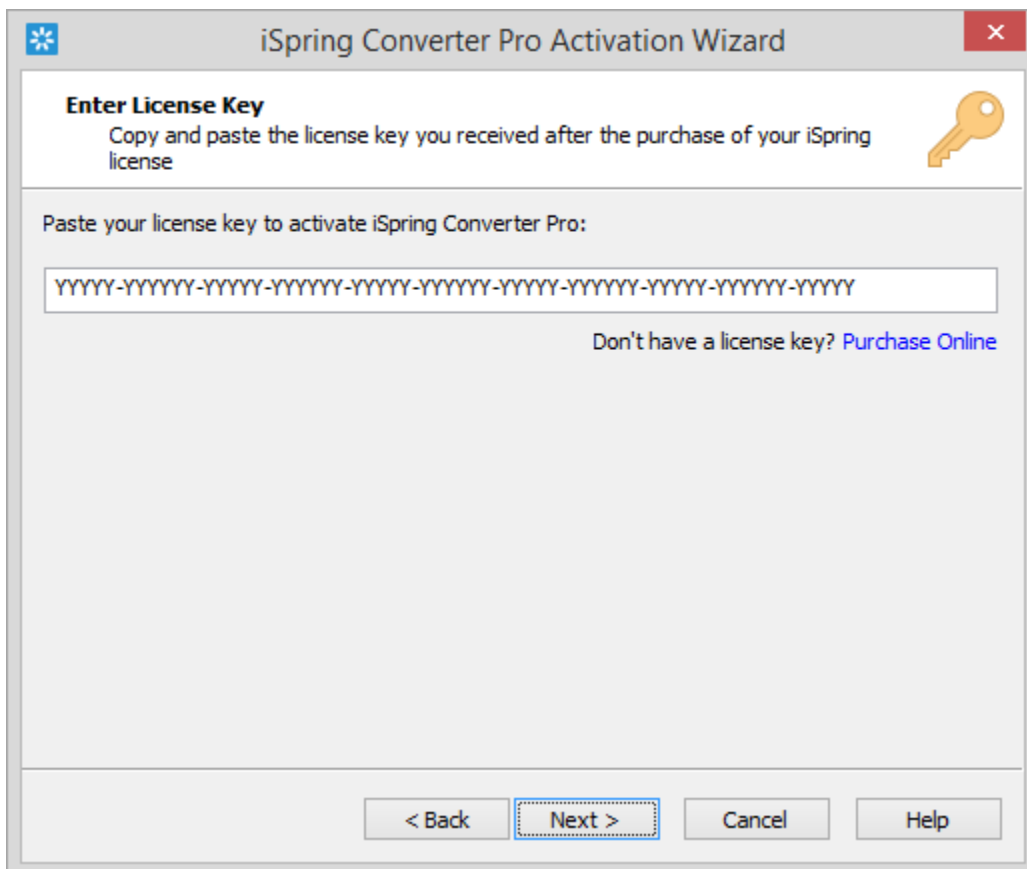 iSpring Converter Pro Activation Wizard
Enter License Key
Copy and paste the license key you received after the purchase of your iSpring
license
Paste your license key to activate iSpring Converter Pro:
YYYYY-YYYYYY-YYYYY-YYYYYY-YYYYY-YYYYYY-YYYYY-YYYYYY-YYYYY-YYYYYY-YYYYY
Don't have a license key? Purchase Online
< Back Next > Cancel Help